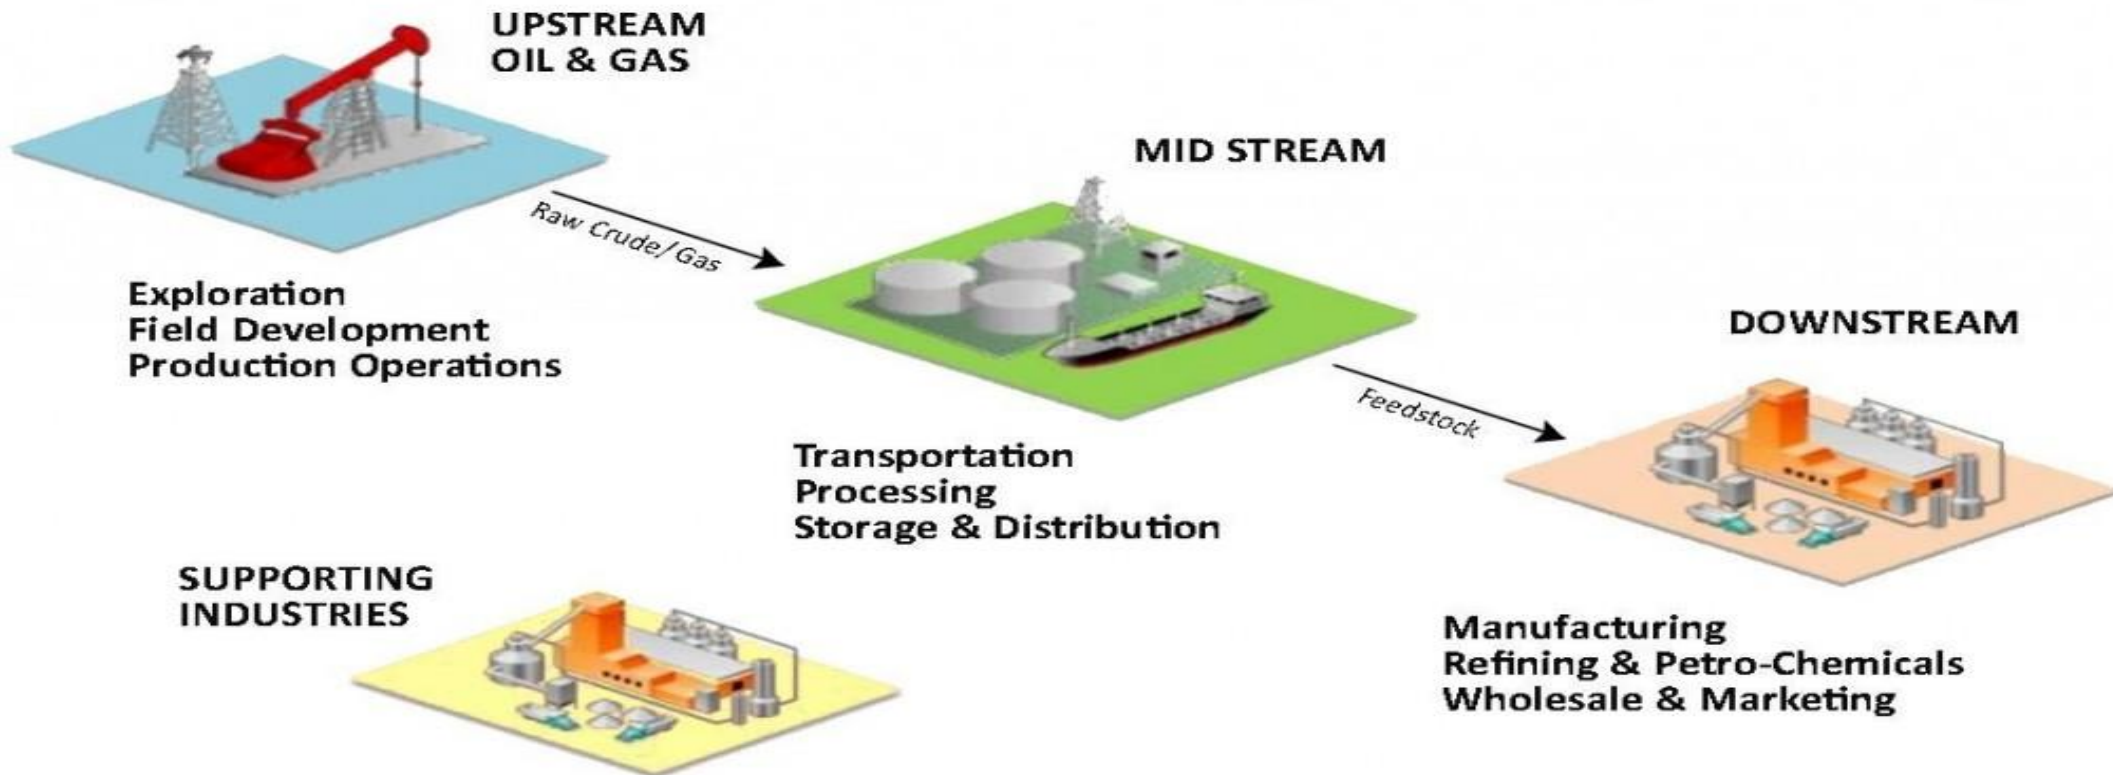 UPSTREAM
OIL & GAS
Raw Crude/Gas
Exploration
Field Development
Production Operations
MID STREAM
Feedstock
Transportation
Processing
Storage & Distribution
DOWNSTREAM
Manufacturing
Refining & Petro-Chemicals
Wholesale & Marketing
SUPPORTING
INDUSTRIES